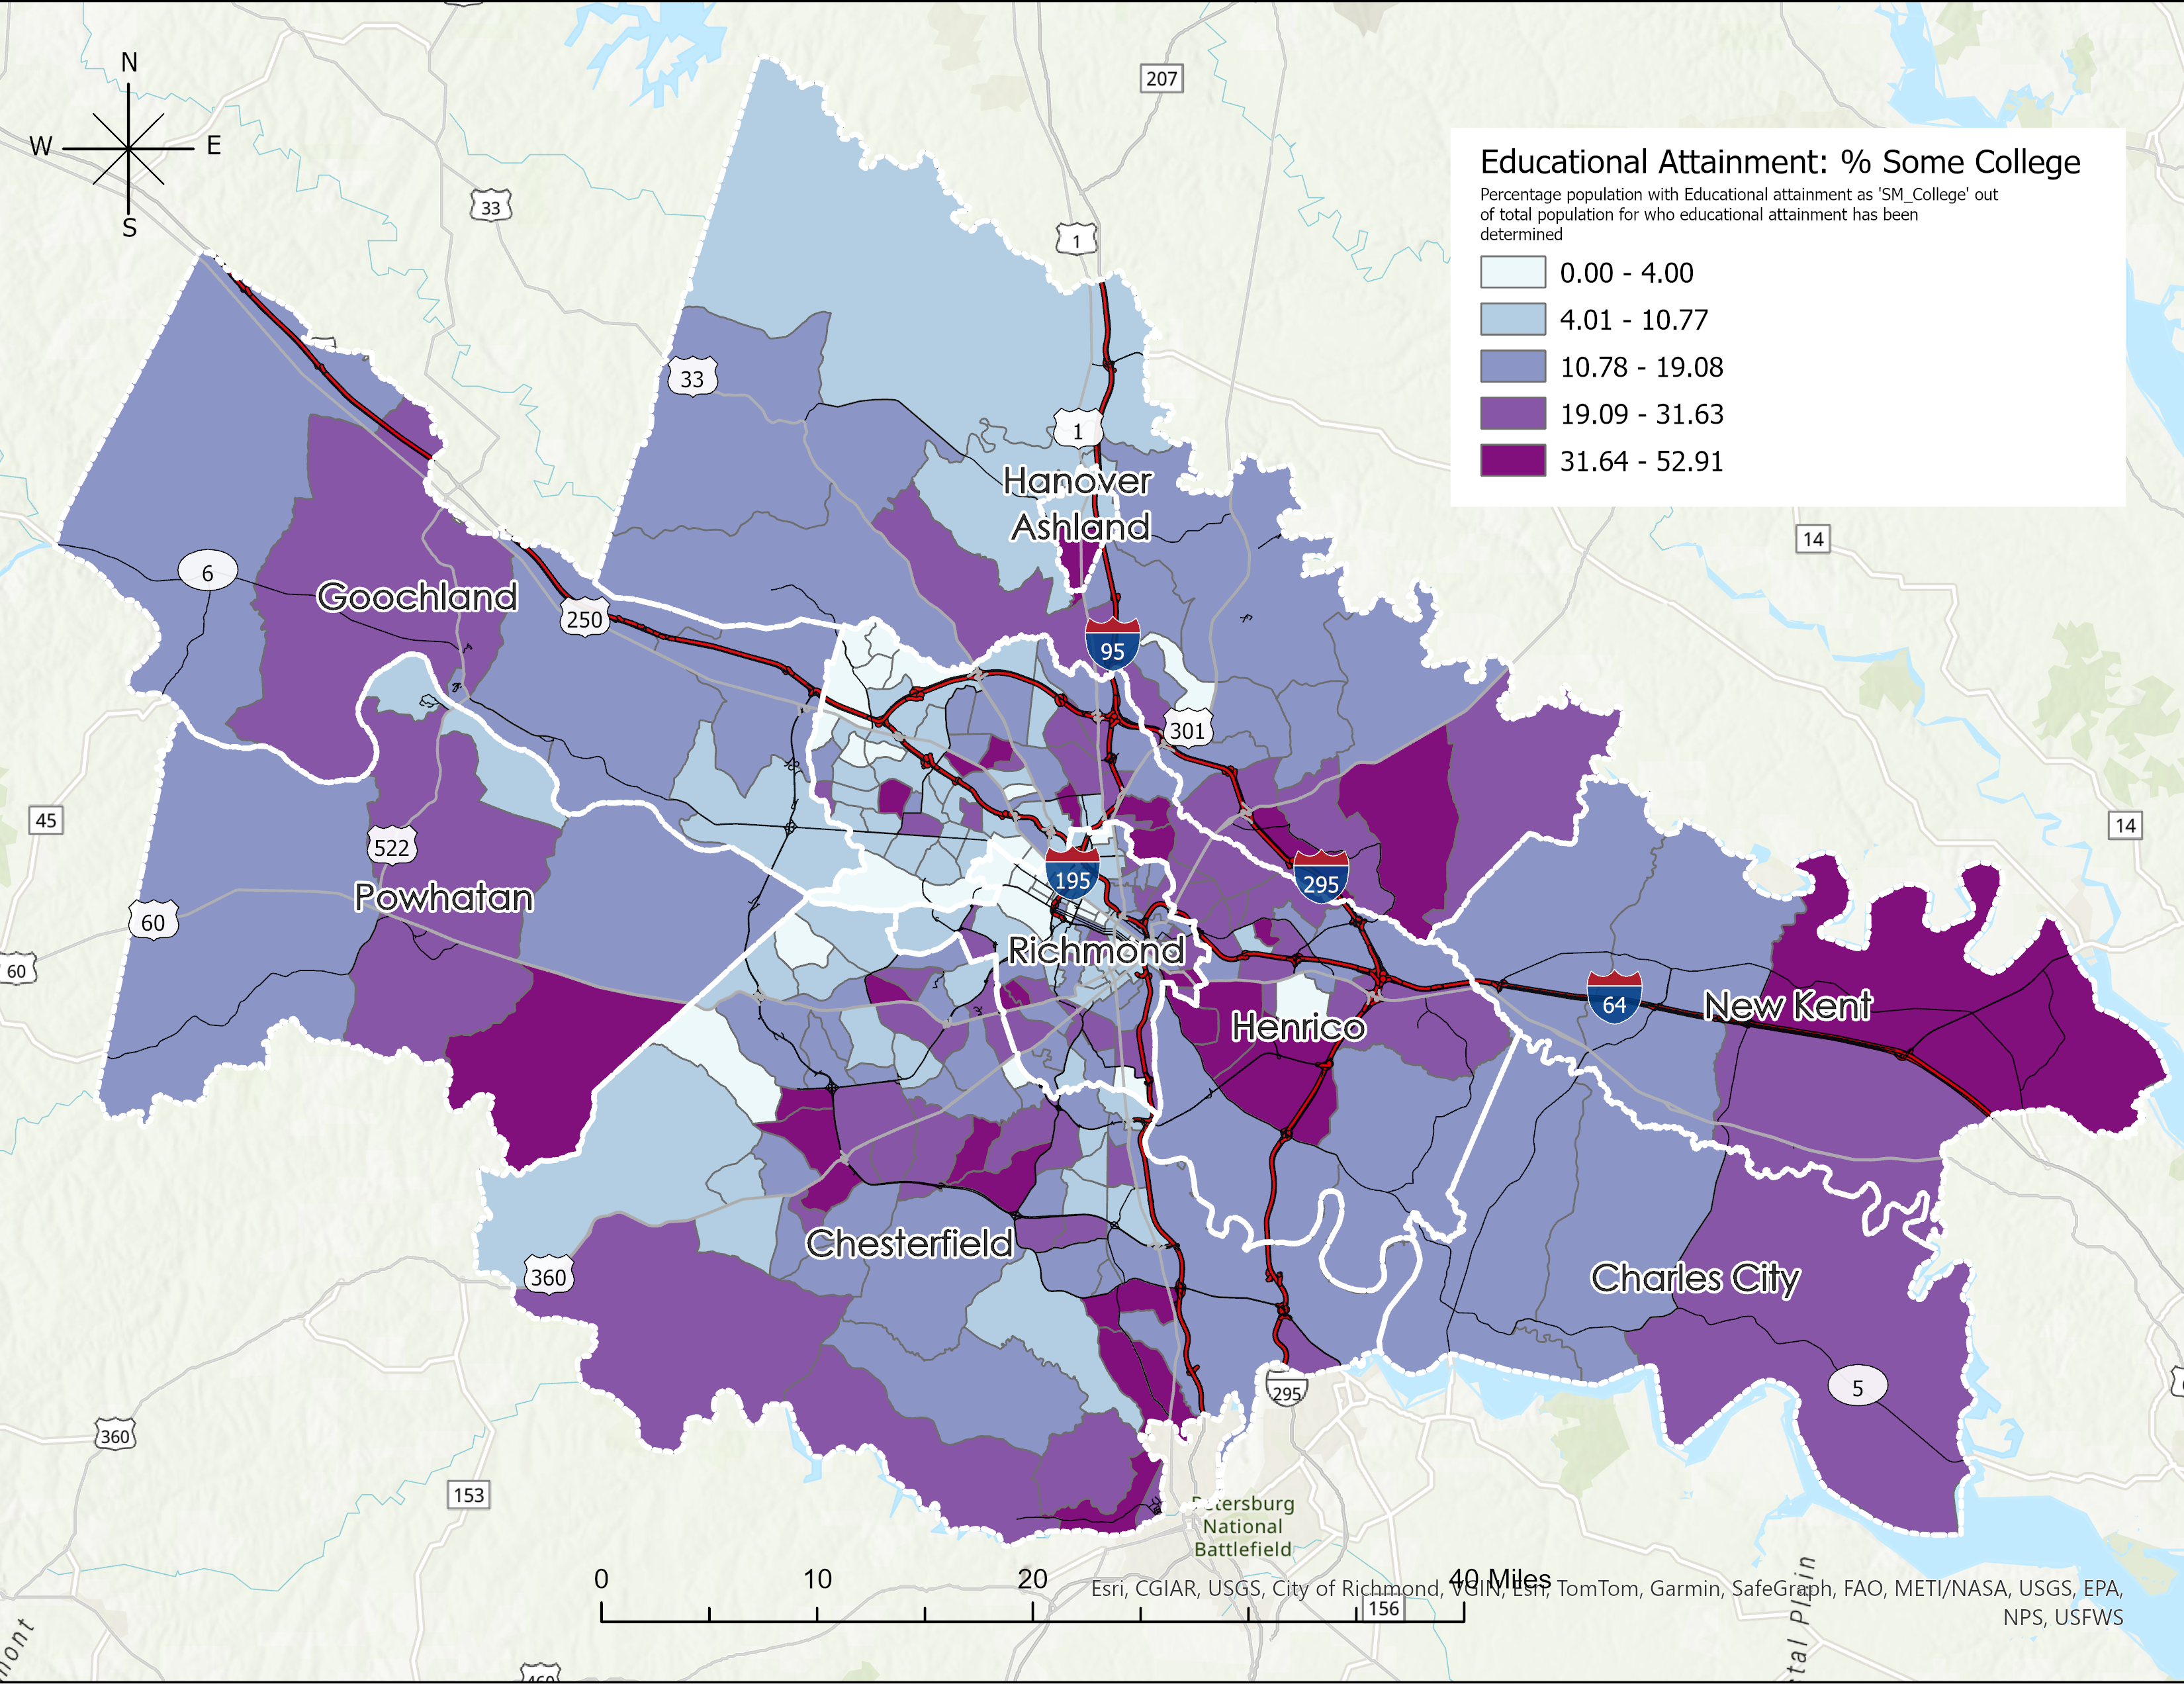 N
W
E
S
207
33
1
Educational Attainment: % Some College
Percentage population with Educational attainment as 'SM_College' out
of total population for who educational attainment has been
determined
0.00 - 4.00
4.01 - 10.77
10.78 - 19.08
19.09 - 31.63
31.64 - 52.91
33
1
Hanover
Ashland
14
6
Goochland
250
95
301
45
522
14
195
295
Powhatan
60
60
Richmond
64
New Kent
Henrico
Chesterfield
360
Charles City
5
295
360
153
Petersburg
National
Battlefield
0
10
20
40 Miles
Esri, CGIAR, USGS, City of Richmond, VGIN, Esri, TomTom, Garmin, SafeGraph, FAO, METI/NASA, USGS, EPA,
NPS, USFWS
156